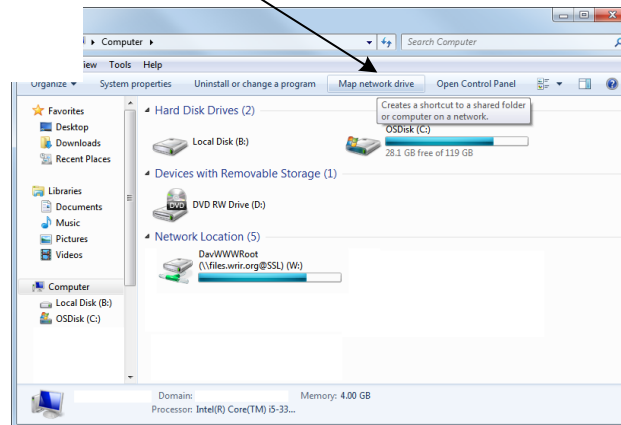 Computer
Search Computer
Tools Help
Organize System properties Uninstall or change a program Map network drive Open Control Panel
Creates a shortcut to a shared folder
or computer on a network.
Favorites
Desktop
Downloads
Recent Places
Libraries
Documents
Music
Pictures
Videos
Computer
Local Disk (B:)
OSDisk (C:)
Hard Disk Drives (2)
Local Disk (B:)
OSDisk (C:)
28.1 GB free of 119 GB
Devices with Removable Storage (1)
DVD
DVD RW Drive (D:)
Network Location (5)
DavWWWRoot
(\\files.wrir.org@SSL) (W:)
Domain: Memory: 4.00 GB
Processor: Intel(R) Core(TM) i5-33...